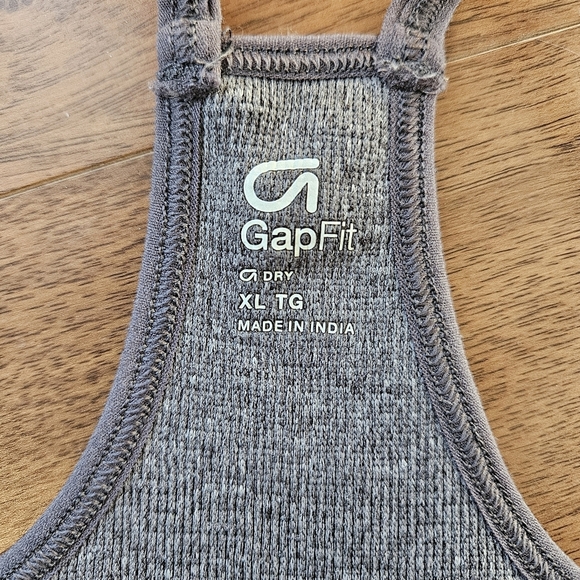 GapFit
DRY
XL TG
MADE IN INDIA